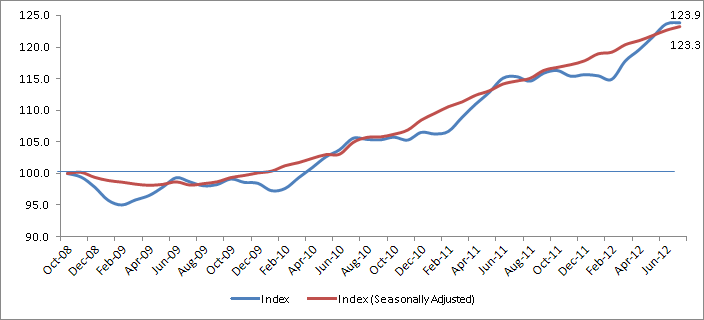 125.0
120.0
115.0
110.0
105.0
100.0
95.0
90.0
123.9
123.3
Oct-08
Dec-08
Feb-09
Apr-09
Jun-09
Aug-09
Oct-09
Dec-09
Feb-10
Apr-10
Jun-10
Aug-10
Oct-10
Dec-10
Feb-11
Apr-11
Jun-11
Aug-11
Oct-11
Dec-11
Feb-12
Apr-12
Jun-12
Index
Index (Seasonally Adjusted)